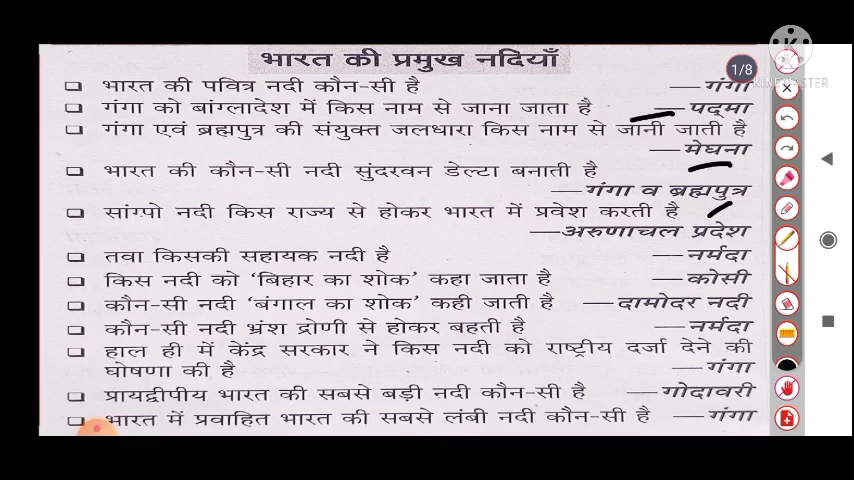 भारत की प्रमुख नदियाँ
1/8
❑ भारत की पवित्र नदी कौन-सी है —गंगा
❑ गंगा को बांग्लादेश में किस नाम से जाना जाता है —पद्मा
❑ गंगा एवं ब्रह्मपुत्र की संयुक्त जलधारा किस नाम से जानी जाती है
—मेघना
❑ भारत की कौन-सी नदी सुंदरवन डेल्टा बनाती है
—गंगा व ब्रह्मपुत्र
❑ सांग्पो नदी किस राज्य से होकर भारत में प्रवेश करती है
—अरुणाचल प्रदेश
❑ तवा किसकी सहायक नदी है —नर्मदा
❑ किस नदी को ‘बिहार का शोक’ कहा जाता है —कोसी
❑ कौन-सी नदी ‘बंगाल का शोक’ कही जाती है —दामोदर नदी
❑ कौन-सी नदी भ्रंश द्रोणी से होकर बहती है —नर्मदा
❑ हाल ही में केंद्र सरकार ने किस नदी को राष्ट्रीय दर्जा देने की
घोषणा की है —गंगा
❑ प्रायद्वीपीय भारत की सबसे बड़ी नदी कौन-सी है —गोदावरी
❑ भारत में प्रवाहित भारत की सबसे लंबी नदी कौन-सी है —गंगा